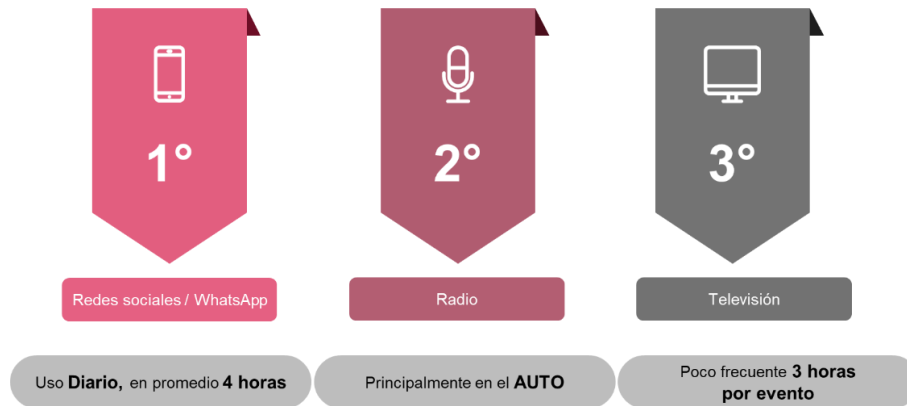 1°
2°
3°
Redes sociales / WhatsApp
Radio
Televisión
Uso Diario, en promedio 4 horas
Principalmente en el AUTO
Poco frecuente 3 horas
por evento